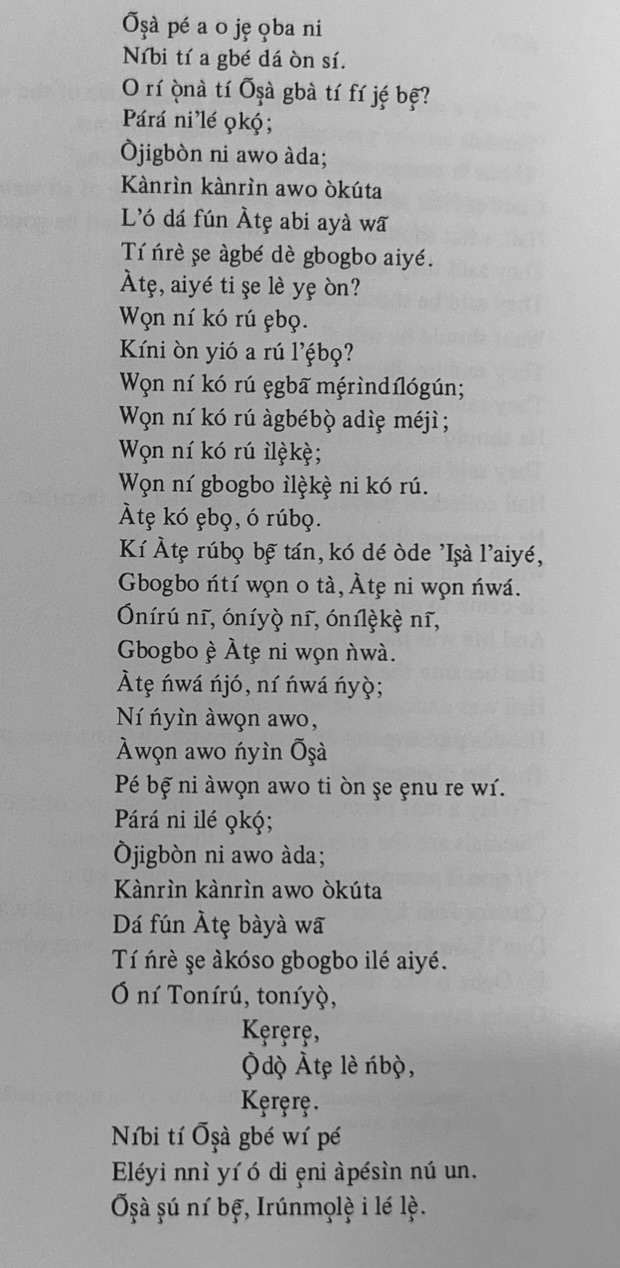 Õṣà pé a o jẹ ọba ni
Níbi tí a gbé dá òn sí.
O rí ọ̀nà tí Õṣà gbà tí fí jẹ́ bẹ̃?
Párá ni’lé ọkọ́;
Òjigbòn ni awo àda;
Kànrìn kànrìn awo òkúta
L’ó dá fún Àtẹ abi ayà wã
Tí ńrè ṣe àgbé dè gbogbo aiyé.
Àtẹ, aiyé ti ṣe lè yẹ òn?
Wọn ní kó rú ẹbọ.
Kíni òn yió a rú l’ẹ́bọ?
Wọn ní kó rú ẹgbã mẹ́rìndílógún;
Wọn ní kó rú àgbébọ̀ adìẹ méjì;
Wọn ní kó rú ìlẹ̀kẹ̀;
Wọn ní gbogbo ìlẹ̀kẹ̀ ni kó rú.
Àtẹ kó ẹbọ, ó rúbọ.
Kí Àtẹ rúbọ bẹ̃ tán, kó dé òde ’Iṣà l’aiyé,
Gbogbo ńtí wọn o tà, Àtẹ ni wọn ńwá.
Ónírú nĩ, óníyọ̀ nĩ, ónílẹ̀kẹ̀ nĩ,
Gbogbo ẹ̀ Àtẹ ni wọn ǹwà.
Àtẹ ńwá ńjó, ní ńwá ńyọ̀;
Ní ńyìn àwọn awo,
Àwọn awo ńyìn Õṣà
Pé bẹ̃ ni àwọn awo ti òn ṣe ẹnu re wí.
Párá ni ilé ọkọ́;
Òjigbòn ni awo àda;
Kànrìn kànrìn awo òkúta
Dá fún Àtẹ bàyà wã
Tí ńrè ṣe àkóso gbogbo ilé aiyé.
Ó ní Tonírú, toníyọ̀,
Kẹrẹrẹ,
Ọ̀dọ̀ Àtẹ lè ńbọ̀,
Kẹrẹrẹ.
Níbi tí Õṣà gbé wí pé
Eléyi nnì yí ó di ẹni àpésìn nú un.
Õṣà ṣú ní bẹ̃, Irúnmọlẹ̀ i lé lẹ̀.